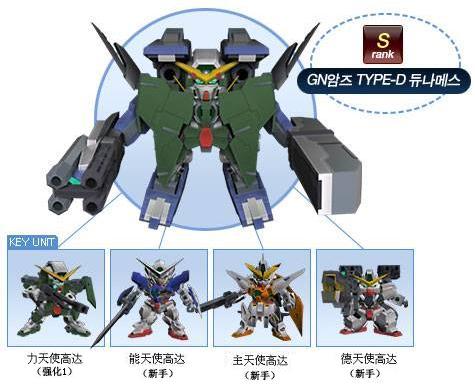 S
rank
GN암즈 TYPE-D 듀나메스
KEY UNIT
力天使高达
(强化1)
能天使高达
(新手)
主天使高达
(新手)
德天使高达
(新手)